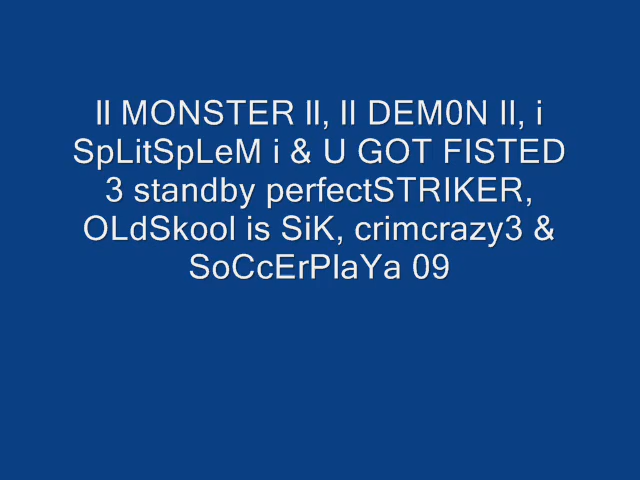 II MONSTER II, II DEM0N II, i
SpLitSpLeM i & U GOT FISTED
3 standby perfectSTRIKER,
OLdSkool is SiK, crimcrazy3 &
SoCcErPlaYa 09